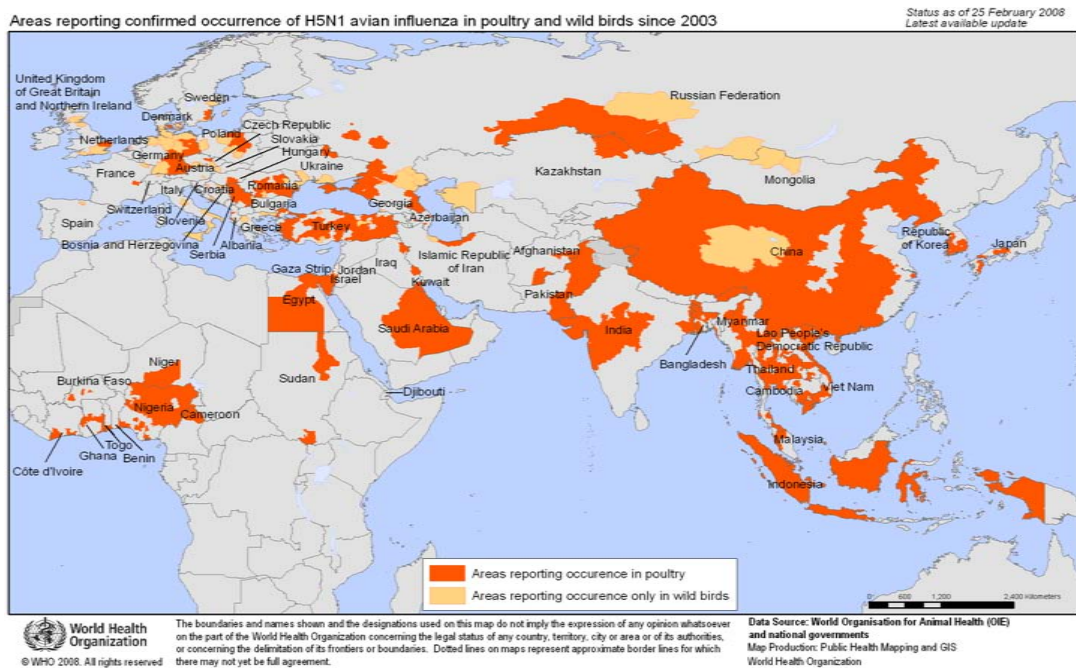 Areas reporting confirmed occurrence of H5N1 avian influenza in poultry and wild birds since 2003
Status as of 25 February 2008
Latest available update
United Kingdom
of Great Britain
and Northern Ireland
Sweden
Denmark
Russian Federation
Netherlands
Poland
Czech Republic
Slovakia
Germany
Hungary
Austria
Ukraine
France
Kazakhstan
Mongolia
Italy
Croatia
Romania
Switzerland
Bulgaria
Georgia
Spain
Slovenia
Azerbaijan
Greece
Turkey
Bosnia and Herzegovina
Albania
Serbia
Republic
of Korea
Japan
China
Islamic Republic
of Iran
Afghanistan
Iraq
Gaza Strip
Jordan
Israel
Kuwait
Pakistan
Egypt
Saudi Arabia
India
Myanmar
Lao People's
Democratic Republic
Bangladesh
Thailand
Niger
Sudan
Viet Nam
Burkina Faso
Djibouti
Cambodia
Nigeria
Cameroon
Togo
Ghana
Benin
Malaysia
Côte d'Ivoire
Indonesia
Areas reporting occurence in poultry
Areas reporting occurence only in wild birds
0 600 1,200 2,400 Kilometers
World Health
Organization
© WHO 2008. All rights reserved
The boundaries and names shown and the designations used on this map do not imply the expression of any opinion whatsoever
on the part of the World Health Organization concerning the legal status of any country, territory, city or area or of its authorities,
or concerning the delimitation of its frontiers or boundaries. Dotted lines on maps represent approximate border lines for which
there may not yet be full agreement.
Data Source: World Organisation for Animal Health (OIE)
and national governments
Map Production: Public Health Mapping and GIS
World Health Organization